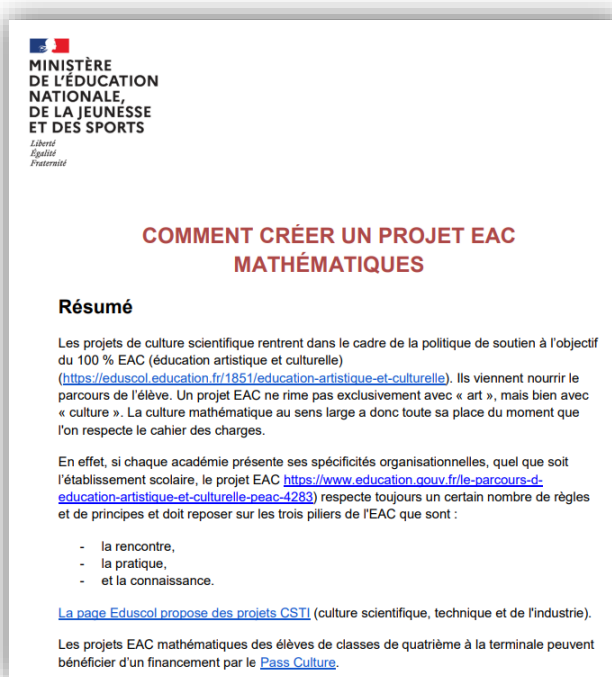 MINISTÈRE
DE L'ÉDUCATION
NATIONALE,
DE LA JEUNESSE
ET DES SPORTS
Liberté
Égalité
Fraternité
COMMENT CRÉER UN PROJET EAC
MATHÉMATIQUES
Résumé
Les projets de culture scientifique rentrent dans le cadre de la politique de soutien à l'objectif
du 100 % EAC (éducation artistique et culturelle)
(https://eduscol.education.fr/1851/education-artistique-et-culturelle). Ils viennent nourrir le
parcours de l'élève. Un projet EAC ne rime pas exclusivement avec « art », mais bien avec
« culture ». La culture mathématique au sens large a donc toute sa place du moment que
l'on respecte le cahier des charges.
En effet, si chaque académie présente ses spécificités organisationnelles, quel que soit
l'établissement scolaire, le projet EAC https://www.education.gouv.fr/le-parcours-d-
education-artistique-et-culturelle-peac-4283) respecte toujours un certain nombre de règles
et de principes et doit reposer sur les trois piliers de l'EAC que sont :
- la rencontre,
- la pratique,
- et la connaissance.
La page Eduscol propose des projets CSTI (culture scientifique, technique et de l'industrie).
Les projets EAC mathématiques des élèves de classes de quatrième à la terminale peuvent
bénéficier d'un financement par le Pass Culture.